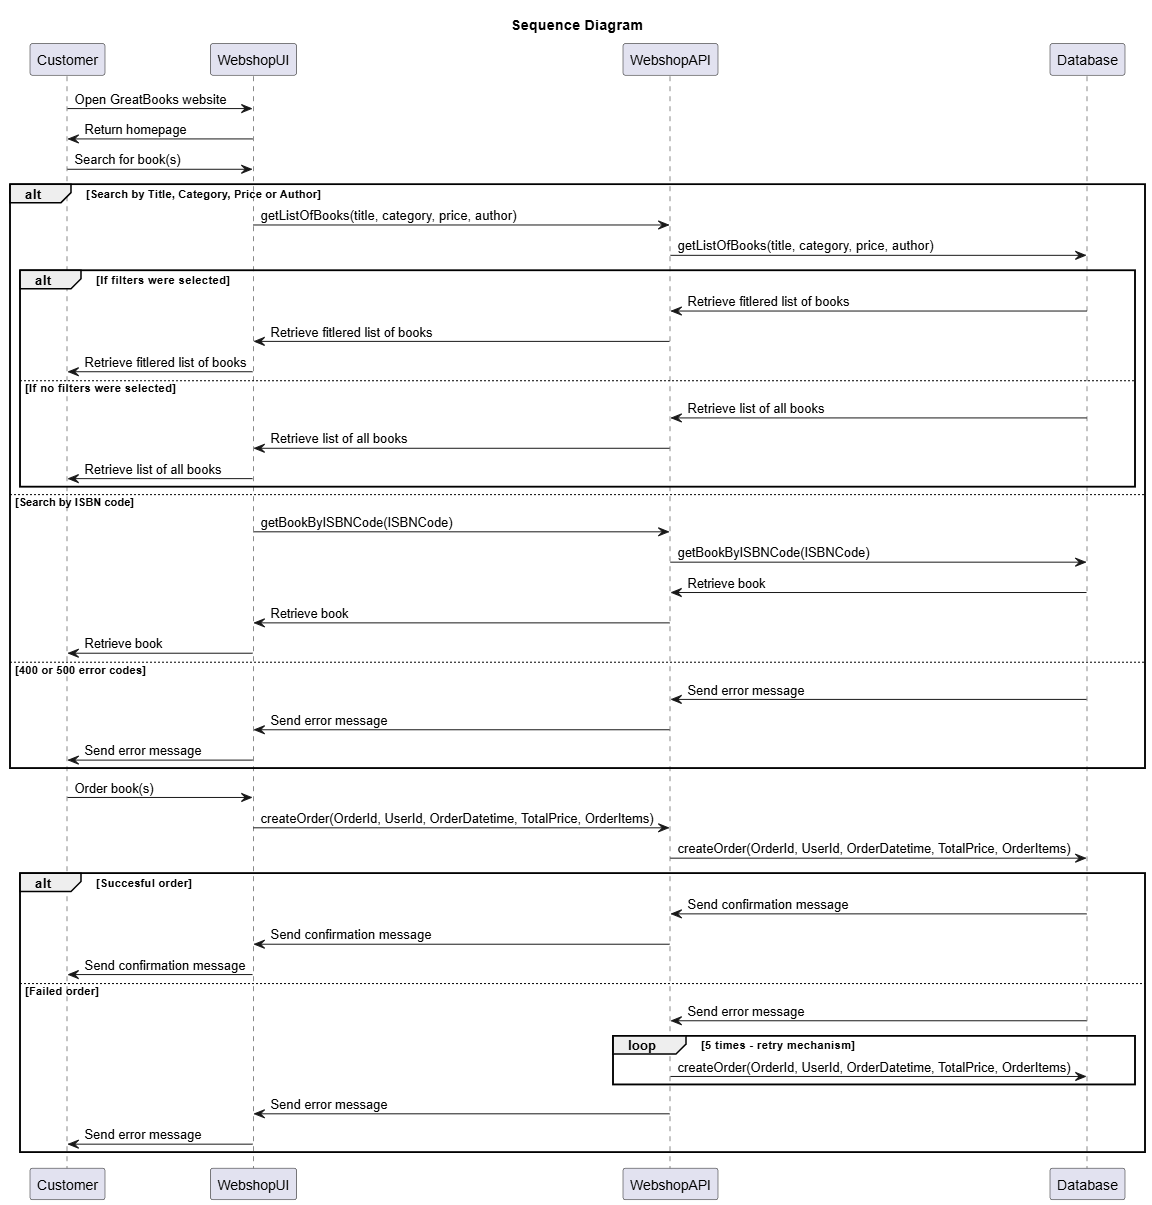 Sequence Diagram
Customer
WebshopUI
WebshopAPI
Database
Open GreatBooks website
Return homepage
Search for book(s)
alt
[Search by Title, Category, Price or Author]
getListOfBooks(title, category, price, author)
getListOfBooks(title, category, price, author)
alt
[If filters were selected]
Retrieve fitlered list of books
Retrieve fitlered list of books
Retrieve fitlered list of books
[If no filters were selected]
Retrieve list of all books
Retrieve list of all books
Retrieve list of all books
[Search by ISBN code]
getBookByISBNCode(ISBNCode)
getBookByISBNCode(ISBNCode)
Retrieve book
Retrieve book
Retrieve book
[400 or 500 error codes]
Send error message
Send error message
Send error message
Order book(s)
createOrder(OrderId, UserId, OrderDatetime, TotalPrice, OrderItems)
createOrder(OrderId, UserId, OrderDatetime, TotalPrice, OrderItems)
alt
[Succesful order]
Send confirmation message
Send confirmation message
Send confirmation message
[Failed order]
Send error message
loop
[5 times - retry mechanism]
createOrder(OrderId, UserId, OrderDatetime, TotalPrice, OrderItems)
Send error message
Send error message
Customer
WebshopUI
WebshopAPI
Database